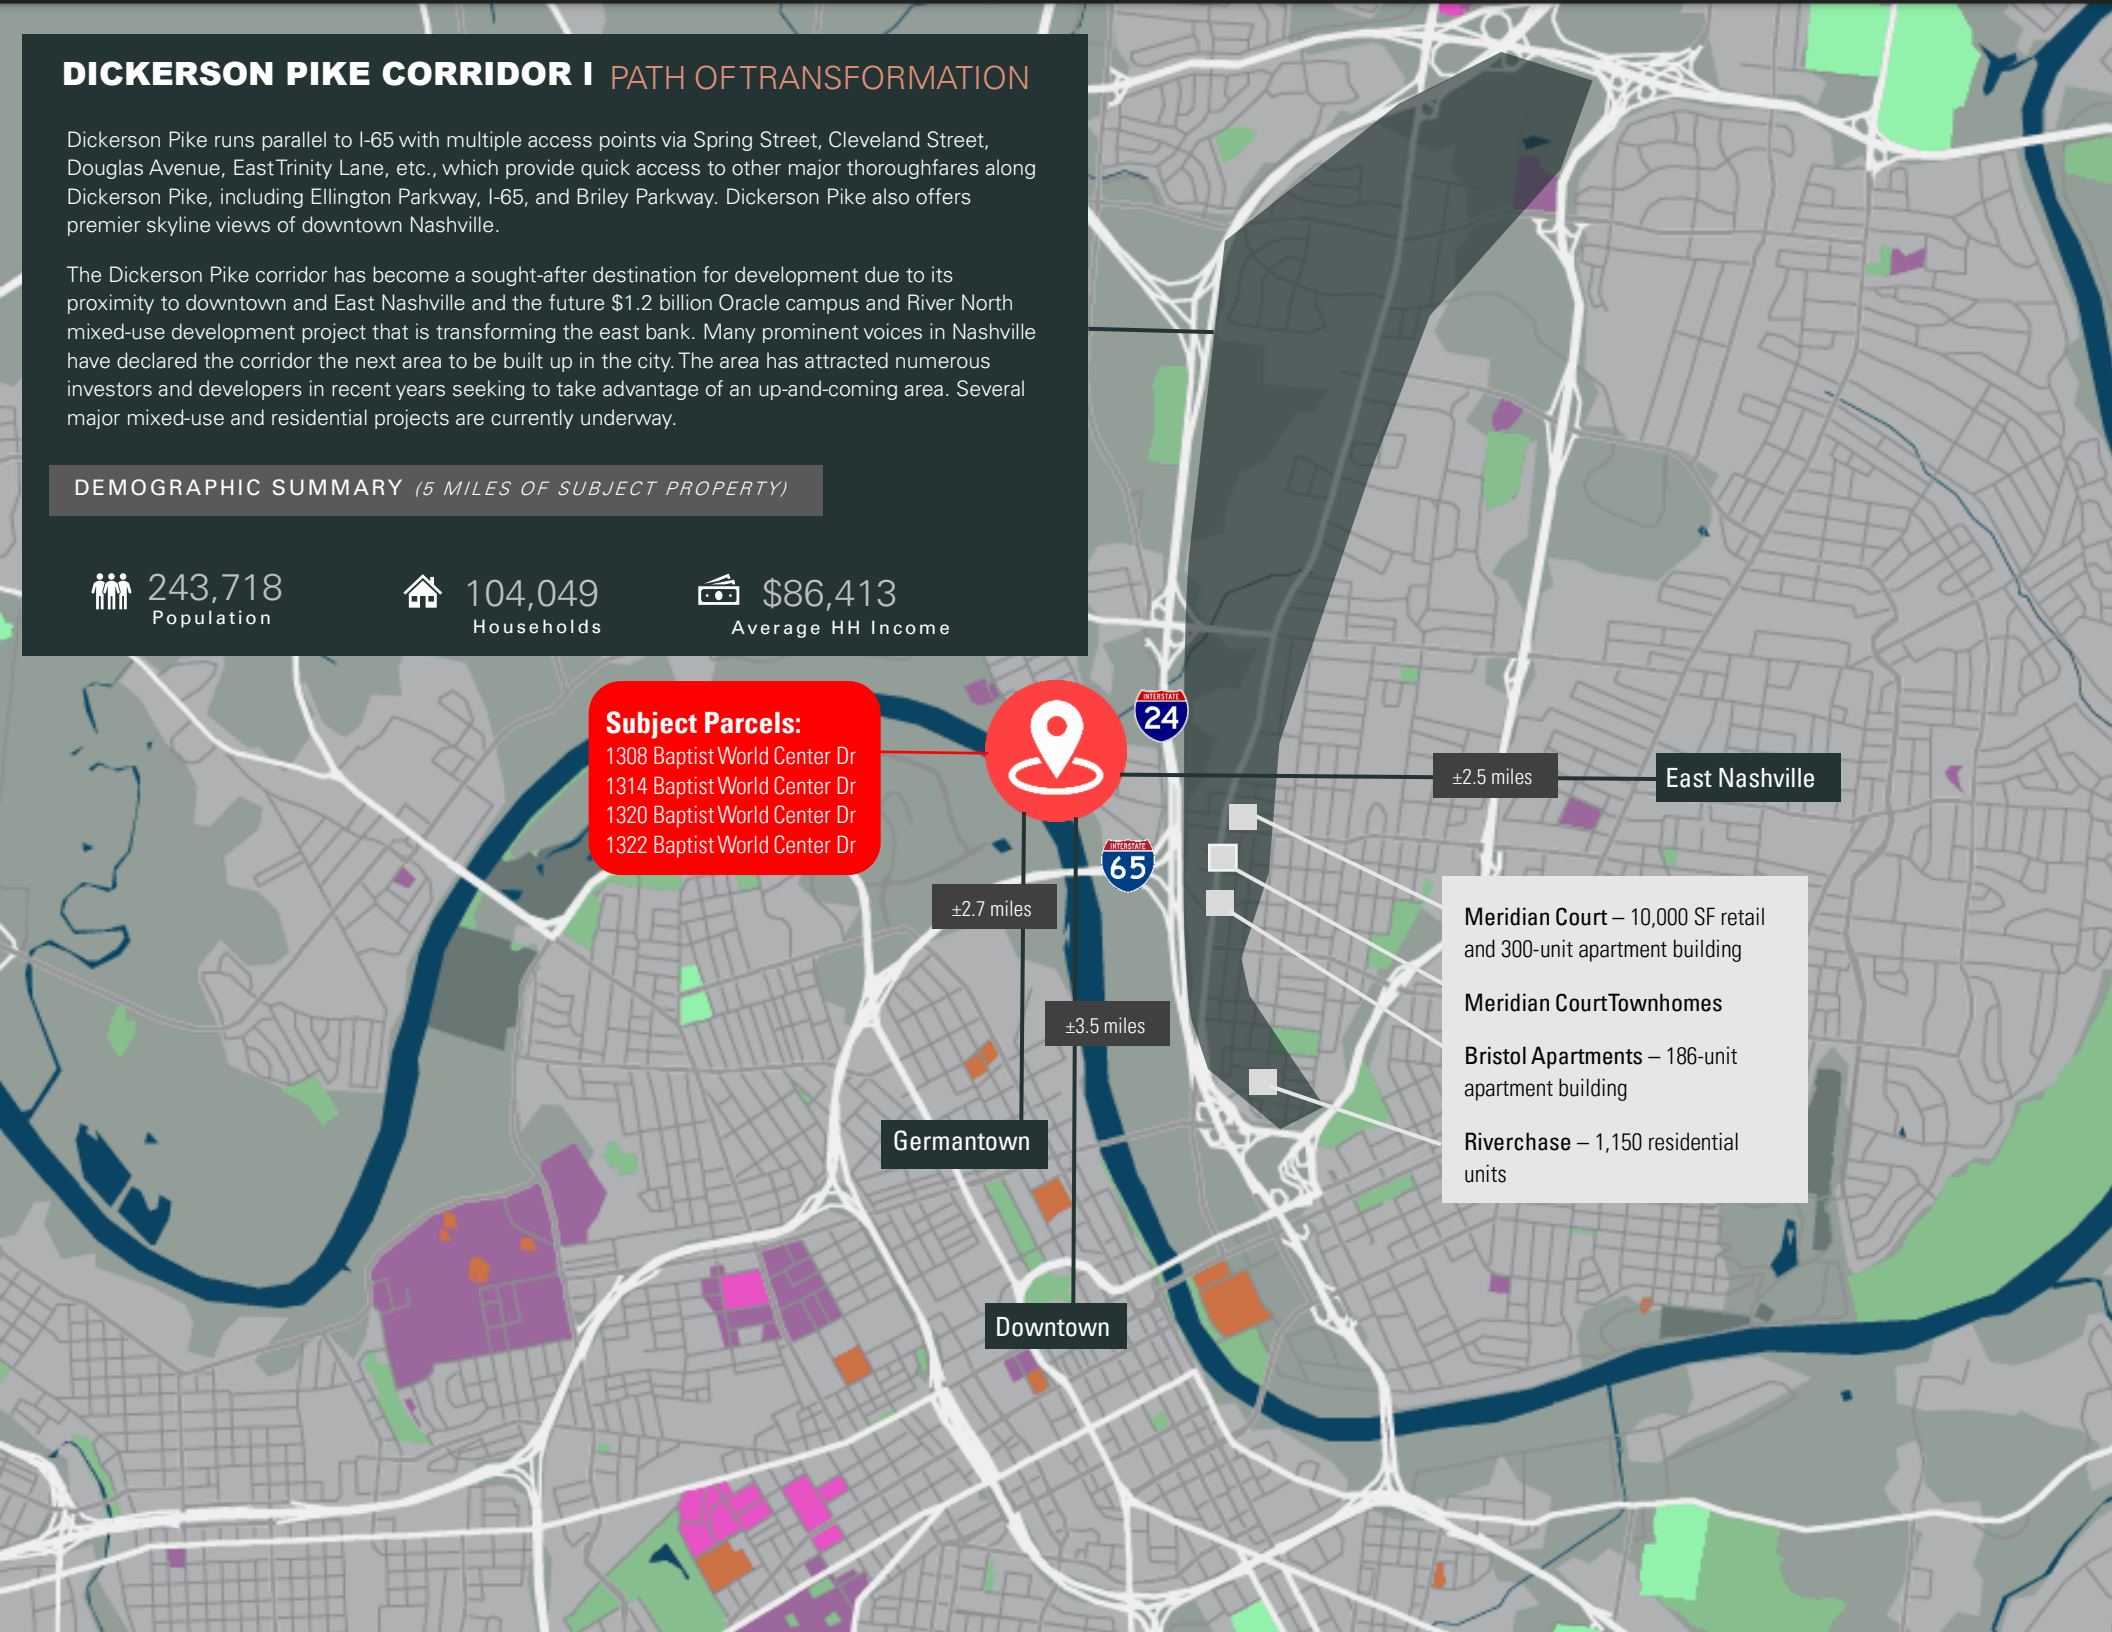 DICKERSON PIKE CORRIDOR I PATH OF TRANSFORMATION
Dickerson Pike runs parallel to I-65 with multiple access points via Spring Street, Cleveland Street,
Douglas Avenue, East Trinity Lane, etc., which provide quick access to other major thoroughfares along
Dickerson Pike, including Ellington Parkway, I-65, and Briley Parkway. Dickerson Pike also offers
premier skyline views of downtown Nashville.
The Dickerson Pike corridor has become a sought-after destination for development due to its
proximity to downtown and East Nashville and the future $1.2 billion Oracle campus and River North
mixed-use development project that is transforming the east bank. Many prominent voices in Nashville
have declared the corridor the next area to be built up in the city. The area has attracted numerous
investors and developers in recent years seeking to take advantage of an up-and-coming area. Several
major mixed-use and residential projects are currently underway.
DEMOGRAPHIC SUMMARY (5 MILES OF SUBJECT PROPERTY)
243,718
Population
104,049
Households
$86,413
Average HH Income
Subject Parcels:
1308 Baptist World Center Dr
1314 Baptist World Center Dr
1320 Baptist World Center Dr
1322 Baptist World Center Dr
INTERSTATE
24
±2.5 miles
East Nashville
INTERSTATE
65
±2.7 miles
±3.5 miles
Germantown
Downtown
Meridian Court – 10,000 SF retail
and 300-unit apartment building
Meridian Court Townhomes
Bristol Apartments – 186-unit
apartment building
Riverchase – 1,150 residential
units